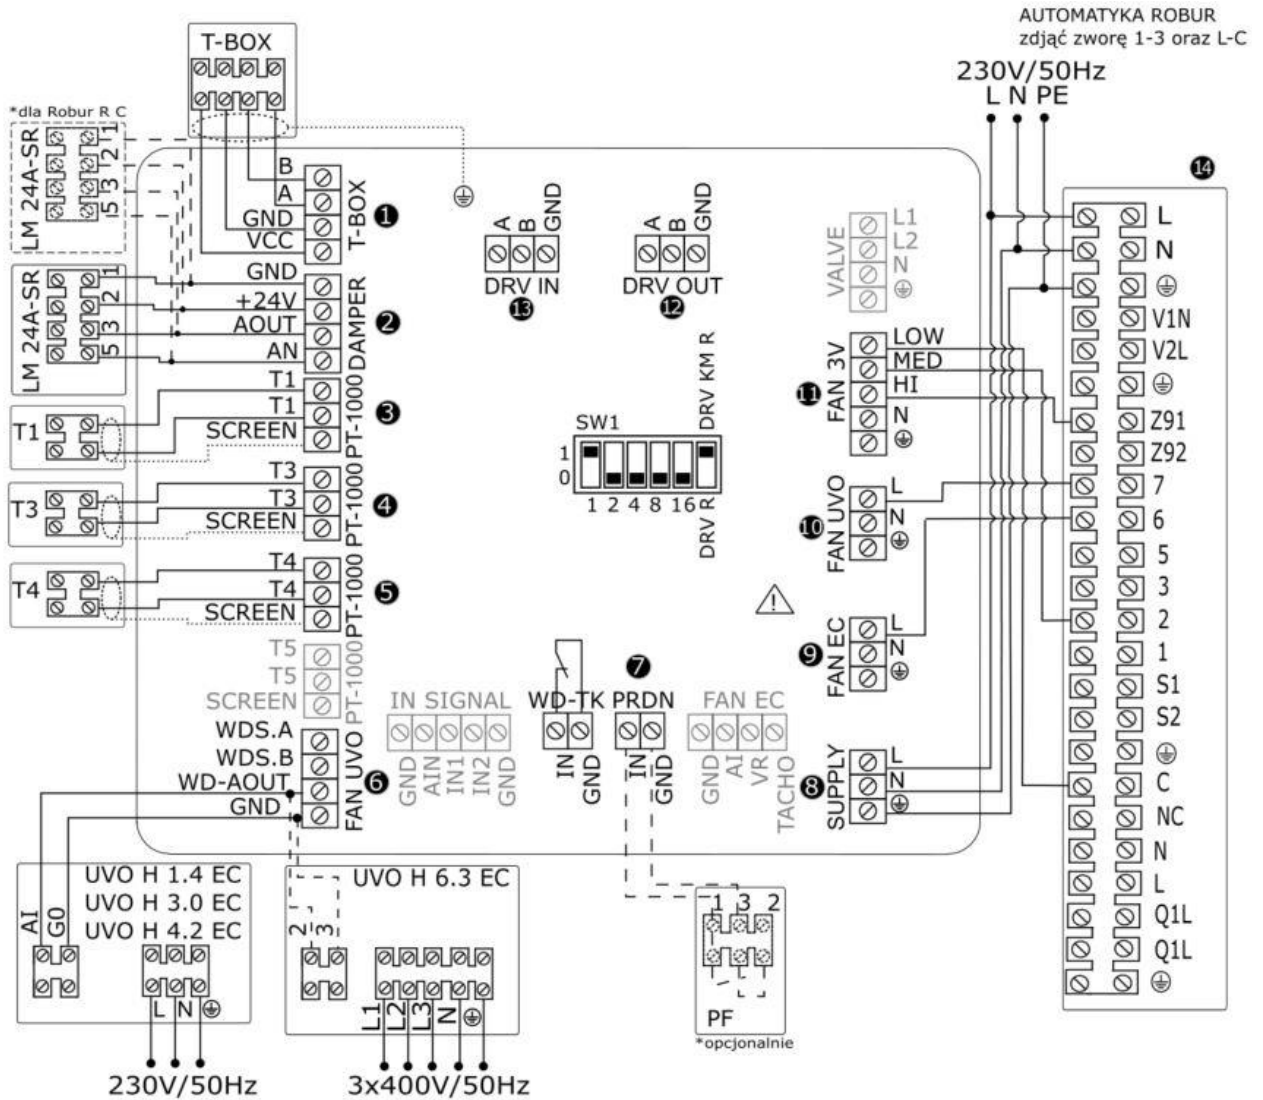 AUTOMATYKA ROBUR
zdjąć zworę 1-3 oraz L-C
230V/50Hz
L N PE
T-BOX
*dla Robur R C
LM 24A-SR
1
2
3
5
LM 24A-SR
1
2
3
5
B
A
GND
VCC
T-BOX
1
GND
+24V
AOUT
AN
DAMPER
2
T1
T1
T1
SCREEN
PT-1000
3
T3
T3
T3
SCREEN
PT-1000
4
T4
T4
T4
SCREEN
PT-1000
5
T5
T5
SCREEN
PT-1000
WDS.A
WDS.B
WD-AOUT
GND
FAN UVO
6
A
B
GND
DRV IN
13
A
B
GND
DRV OUT
12
SW1
1
0
1 2 4 8 16
DRV KM R
DRV R
IN SIGNAL
GND
AIN
IN1
IN2
GND
WD-TK
IN
GND
7
PRDN
IN
GND
FAN EC
GND
AI
VR
TACHO
VALVE
L1
L2
N
FAN 3V
11
LOW
MED
HI
N
FAN UVO
10
L
N
FAN EC
9
L
N
SUPPLY
8
L
N
14
L
N
V1N
V2L
Z91
Z92
7
6
5
3
2
1
S1
S2
C
NC
N
L
Q1L
Q1L
UVO H 1.4 EC
UVO H 3.0 EC
UVO H 4.2 EC
AI
G0
L N
230V/50Hz
UVO H 6.3 EC
2
3
L1
L2
L3
N
3x400V/50Hz
1 3 2
PF
*opcjonalnie